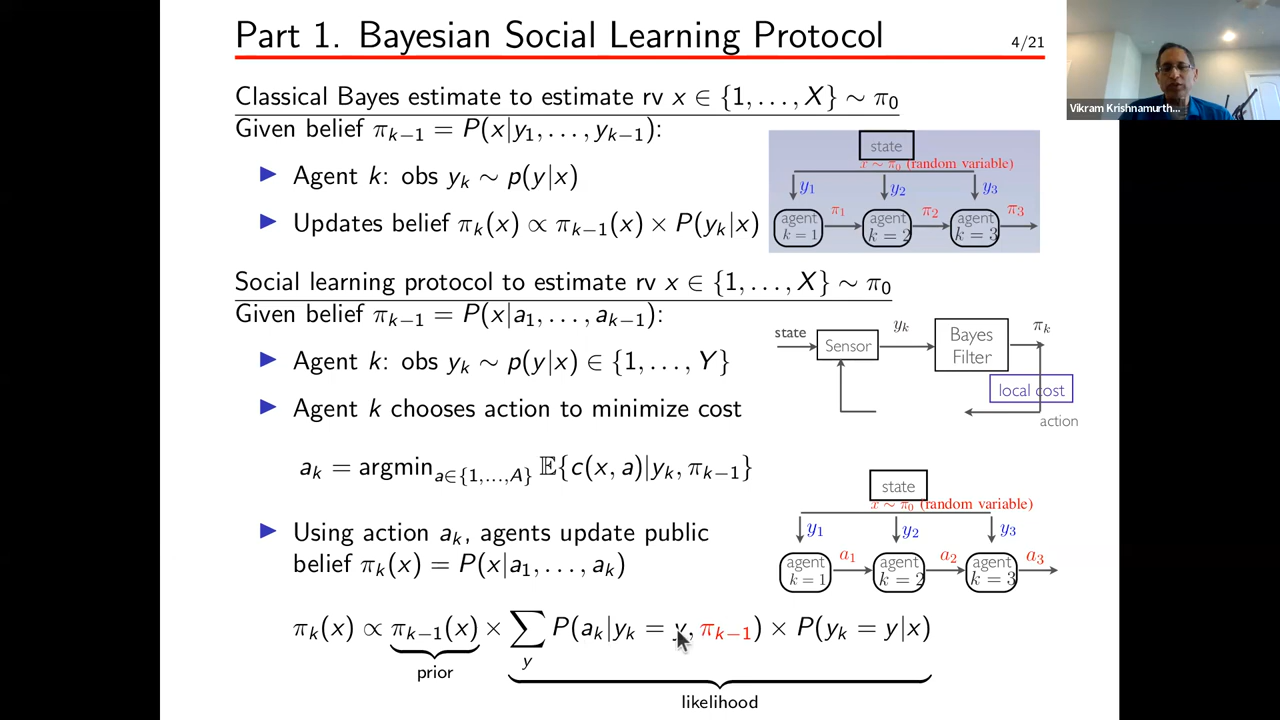 Part 1. Bayesian Social Learning Protocol
4/21
Vikram Krishnamurth...
Classical Bayes estimate to estimate rv x ∈ {1, . . . , X} ∼ π₀
Given belief πₖ₋₁ = P(x|y₁, . . . , yₖ₋₁):
▶ Agent k: obs yₖ ∼ p(y|x)
▶ Updates belief πₖ(x) ∝ πₖ₋₁(x) × P(yₖ|x)
state
x ∼ π₀ (random variable)
y₁ y₂ y₃
π₁ π₂ π₃
agent agent agent
k = 1 k = 2 k = 3
Social learning protocol to estimate rv x ∈ {1, . . . , X} ∼ π₀
Given belief πₖ₋₁ = P(x|a₁, . . . , aₖ₋₁):
▶ Agent k: obs yₖ ∼ p(y|x) ∈ {1, . . . , Y}
▶ Agent k chooses action to minimize cost
aₖ = argmin_{a∈{1,...,A}} 𝔼{c(x, a)|yₖ, πₖ₋₁}
state
Sensor
yₖ
Bayes
Filter
πₖ
local cost
action
▶ Using action aₖ, agents update public
belief πₖ(x) = P(x|a₁, . . . , aₖ)
state
x ∼ π₀ (random variable)
y₁ y₂ y₃
a₁ a₂ a₃
agent agent agent
k = 1 k = 2 k = 3
πₖ(x) ∝ πₖ₋₁(x) × ∑ P(aₖ|yₖ = y, πₖ₋₁) × P(yₖ = y|x)
y
prior
likelihood